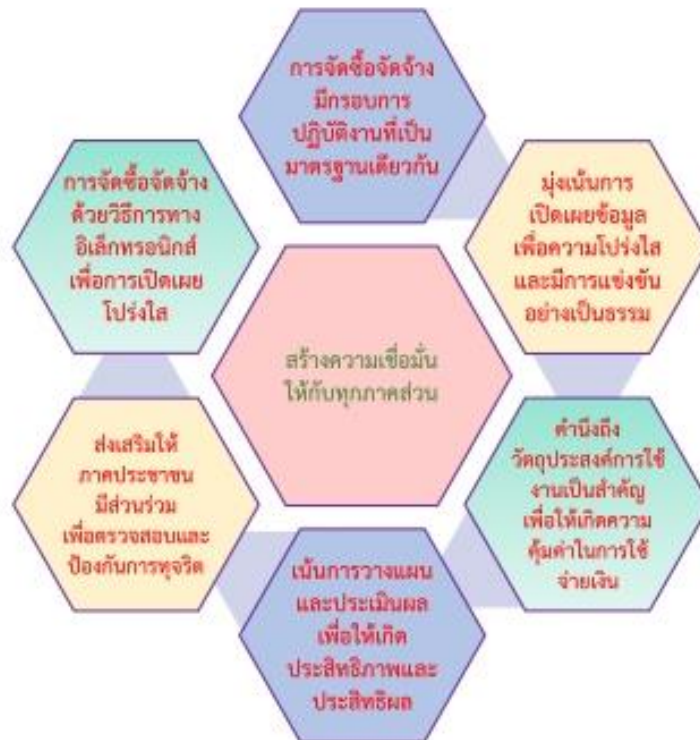 การจัดซื้อจัดจ้าง
มีกรอบการ
ปฏิบัติงานที่เป็น
มาตรฐานเดียวกัน
มุ่งเน้นการ
เปิดเผยข้อมูล
เพื่อความโปร่งใส
และมีการแข่งขัน
อย่างเป็นธรรม
คำนึงถึง
วัตถุประสงค์การใช้
งานเป็นสำคัญ
เพื่อให้เกิดความ
คุ้มค่าในการใช้
จ่ายเงิน
เน้นการวางแผน
และประเมินผล
เพื่อให้เกิด
ประสิทธิภาพและ
ประสิทธิผล
ส่งเสริมให้
ภาคประชาชน
มีส่วนร่วม
เพื่อตรวจสอบและ
ป้องกันการทุจริต
การจัดซื้อจัดจ้าง
ด้วยวิธีการทาง
อิเล็กทรอนิกส์
เพื่อการเปิดเผย
โปร่งใส
สร้างความเชื่อมั่น
ให้กับทุกภาคส่วน